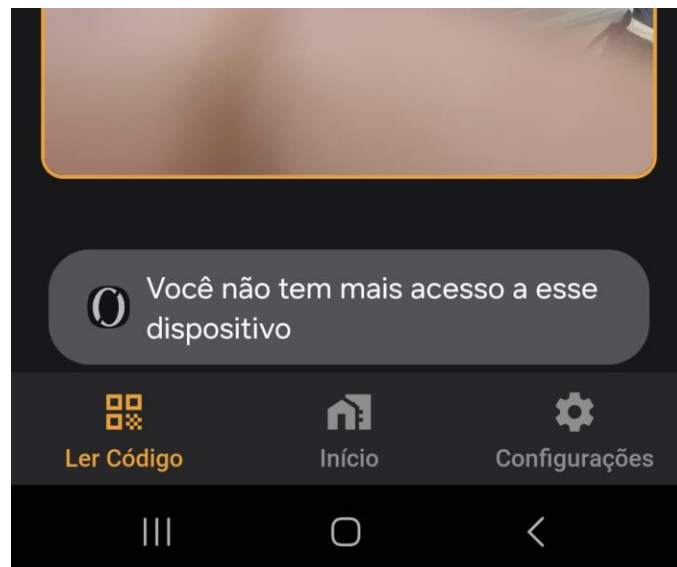 Você não tem mais acesso a esse
dispositivo
Ler Código
Início
Configurações